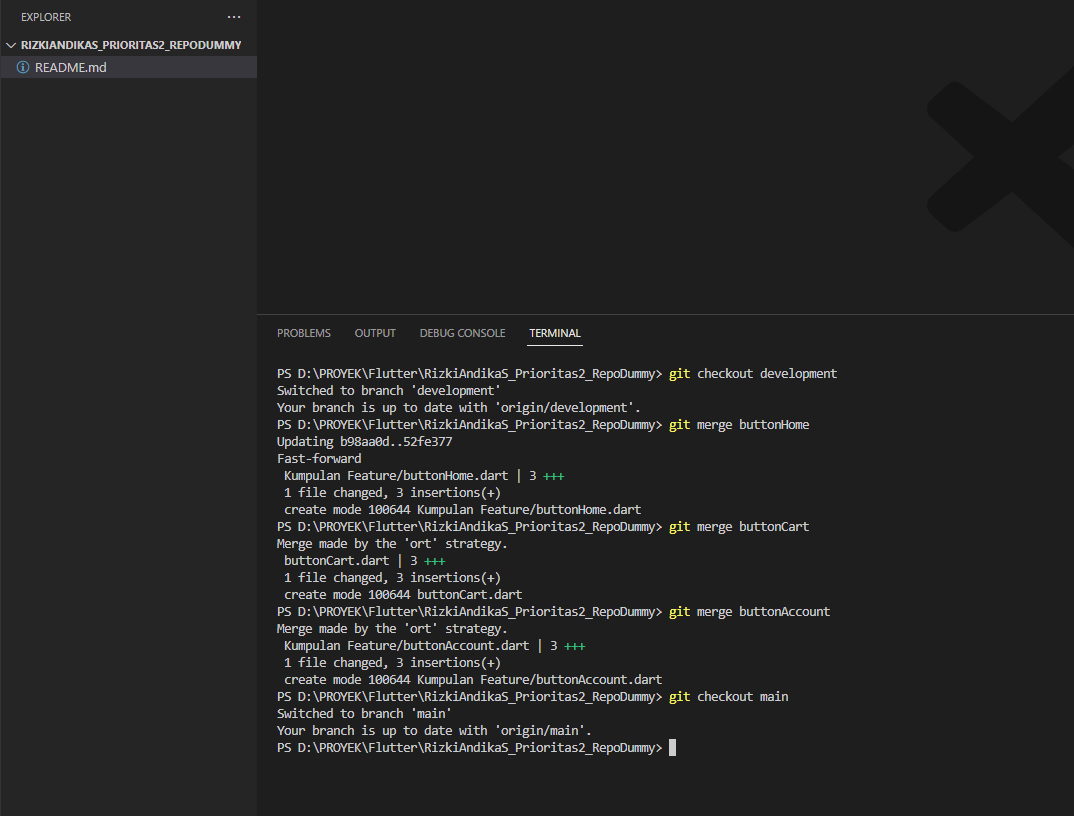 EXPLORER
RIZKIANDIKAS_PRIORITAS2_REPODUMMY
README.md
PROBLEMS OUTPUT DEBUG CONSOLE TERMINAL
PS D:\PROYEK\Flutter\RizkiAndikaS_Prioritas2_RepoDummy> git checkout development
Switched to branch 'development'
Your branch is up to date with 'origin/development'.
PS D:\PROYEK\Flutter\RizkiAndikaS_Prioritas2_RepoDummy> git merge buttonHome
Updating b98aa0d..52fe377
Fast-forward
 Kumpulan Feature/buttonHome.dart | 3 +++
 1 file changed, 3 insertions(+)
 create mode 100644 Kumpulan Feature/buttonHome.dart
PS D:\PROYEK\Flutter\RizkiAndikaS_Prioritas2_RepoDummy> git merge buttonCart
Merge made by the 'ort' strategy.
 buttonCart.dart | 3 +++
 1 file changed, 3 insertions(+)
 create mode 100644 buttonCart.dart
PS D:\PROYEK\Flutter\RizkiAndikaS_Prioritas2_RepoDummy> git merge buttonAccount
Merge made by the 'ort' strategy.
 Kumpulan Feature/buttonAccount.dart | 3 +++
 1 file changed, 3 insertions(+)
 create mode 100644 Kumpulan Feature/buttonAccount.dart
PS D:\PROYEK\Flutter\RizkiAndikaS_Prioritas2_RepoDummy> git checkout main
Switched to branch 'main'
Your branch is up to date with 'origin/main'.
PS D:\PROYEK\Flutter\RizkiAndikaS_Prioritas2_RepoDummy>